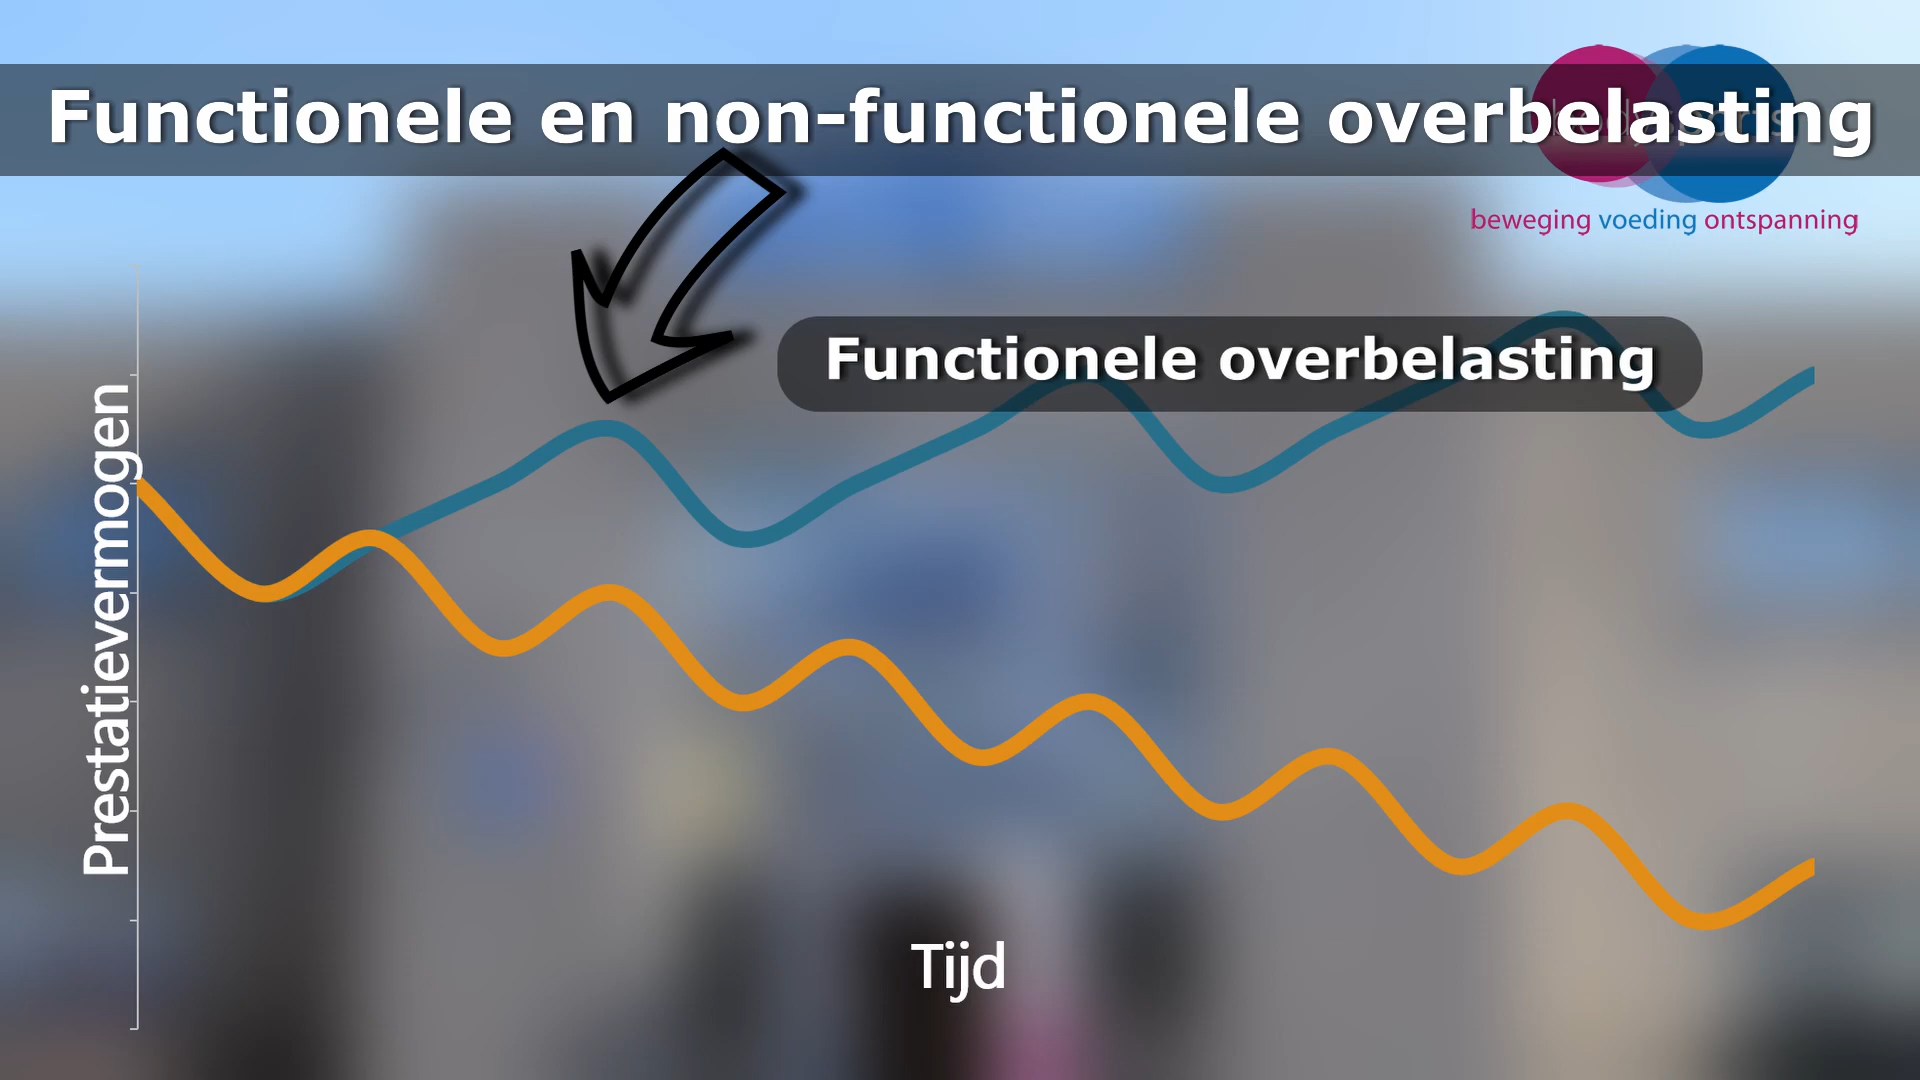 Functionele en non-functionele overbelasting
beweging voeding ontspanning
Functionele overbelasting
Prestatievermogen
Tijd